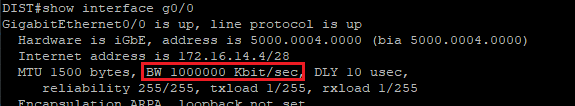 DIST#show interface g0/0
GigabitEthernet0/0 is up, line protocol is up
Hardware is iGbE, address is 5000.0004.0000 (bia 5000.0004.0000)
Internet address is 172.16.14.4/28
MTU 1500 bytes, BW 1000000 Kbit/sec, DLY 10 usec,
reliability 255/255, txload 1/255, rxload 1/255
Encapsulation ARPA, loopback not set